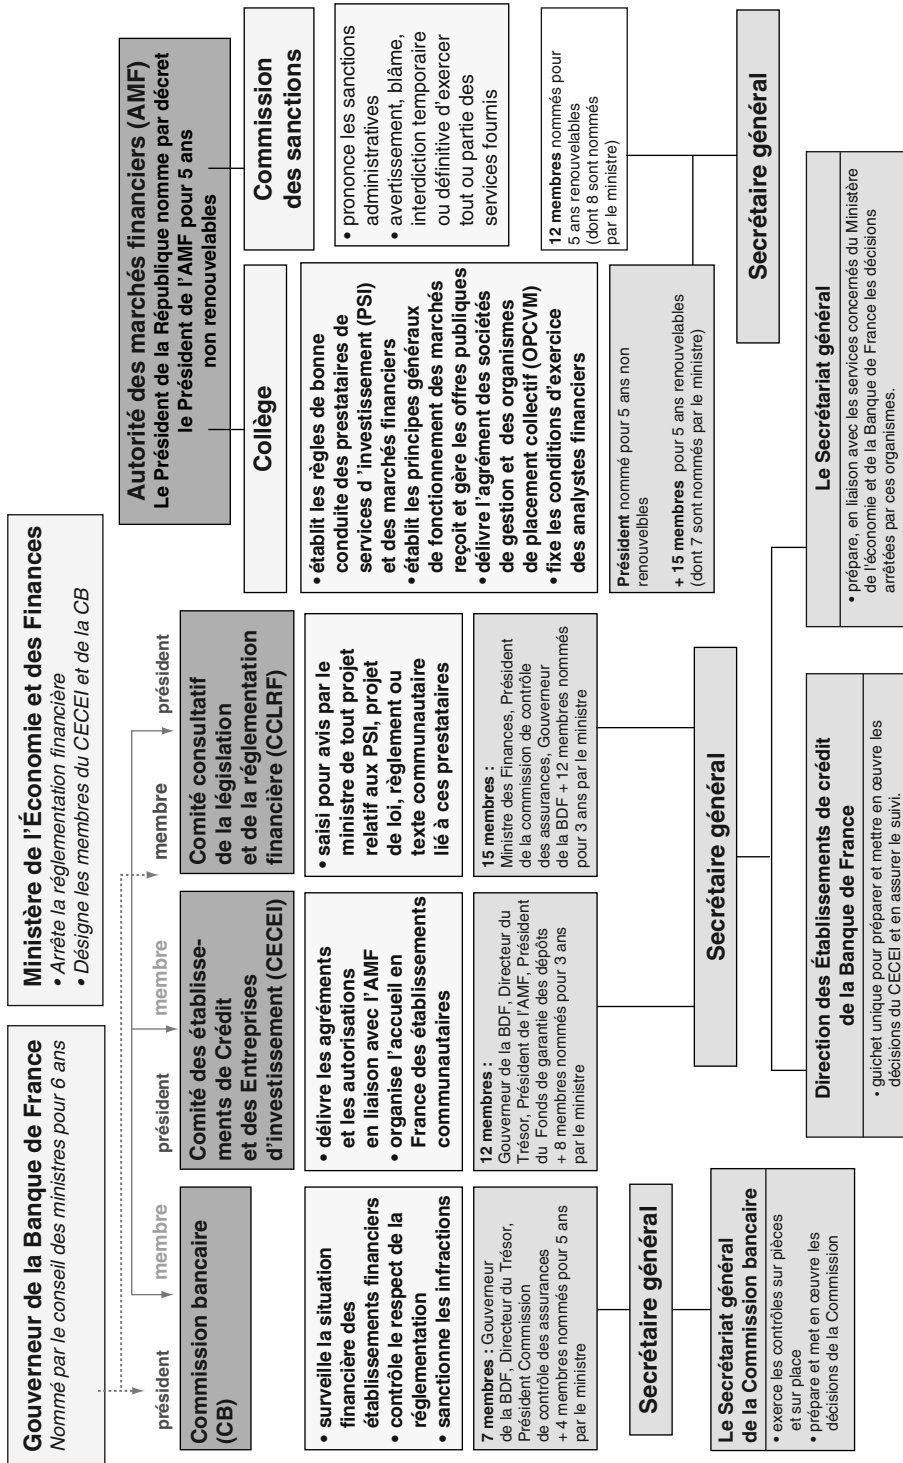 Gouverneur de la Banque de France
Nommé par le conseil des ministres pour 6 ans
Ministère de l'Économie et des Finances
• Arrête la réglementation financière
• Désigne les membres du CECEI et de la CB
président
membre
président
membre
membre
président
Commission bancaire
(CB)
• surveille la situation
financière des
établissements financiers
• contrôle le respect de la
réglementation
• sanctionne les infractions
7 membres : Gouverneur
de la BDF, Directeur du Trésor,
Président Commission
de contrôle des assurances
+ 4 membres nommés pour 5 ans
par le ministre
Secrétaire général
Le Secrétariat général
de la Commission bancaire
• exerce les contrôles sur pièces
et sur place
• prépare et met en œuvre les
décisions de la Commission
Comité des établisse-
ments de Crédit
et des Entreprises
d'investissement (CECEI)
• délivre les agréments
et les autorisations
en liaison avec l'AMF
• organise l'accueil en
France des établissements
communautaires
12 membres :
Gouverneur de la BDF, Directeur du
Trésor, Président de l'AMF, Président
du Fonds de garantie des dépôts
+ 8 membres nommés pour 3 ans
par le ministre
Comité consultatif
de la législation
et de la réglementation
financière (CCLRF)
• saisi pour avis par le
ministre de tout projet
relatif aux PSI, projet
de loi, règlement ou
texte communautaire
lié à ces prestataires
15 membres :
Ministre des Finances, Président
de la commission de contrôle
des assurances, Gouverneur
de la BDF + 12 membres nommés
pour 3 ans par le ministre
Secrétaire général
Direction des Établissements de crédit
de la Banque de France
• guichet unique pour préparer et mettre en œuvre les
décisions du CECEI et en assurer le suivi.
Le Secrétariat général
• prépare, en liaison avec les services concernés du Ministère
de l'économie et de la Banque de France les décisions
arrêtées par ces organismes.
Autorité des marchés financiers (AMF)
Le Président de la République nomme par décret
le Président de l'AMF pour 5 ans
non renouvelables
Collège
• établit les règles de bonne
conduite des prestataires de
services d 'investissement (PSI)
et des marchés financiers
• établit les principes généraux
de fonctionnement des marchés
reçoit et gère les offres publiques
• délivre l'agrément des sociétés
de gestion et des organismes
de placement collectif (OPCVM)
• fixe les conditions d'exercice
des analystes financiers
Président nommé pour 5 ans non
renouvelbles
+ 15 membres pour 5 ans renouvelables
(dont 7 sont nommés par le ministre)
Commission
des sanctions
• prononce les sanctions
administratives
• avertissement, blâme,
interdiction temporaire
ou définitive d'exercer
tout ou partie des
services fournis
12 membres nommés pour
5 ans renouvelables
(dont 8 sont nommés
par le ministre)
Secrétaire général